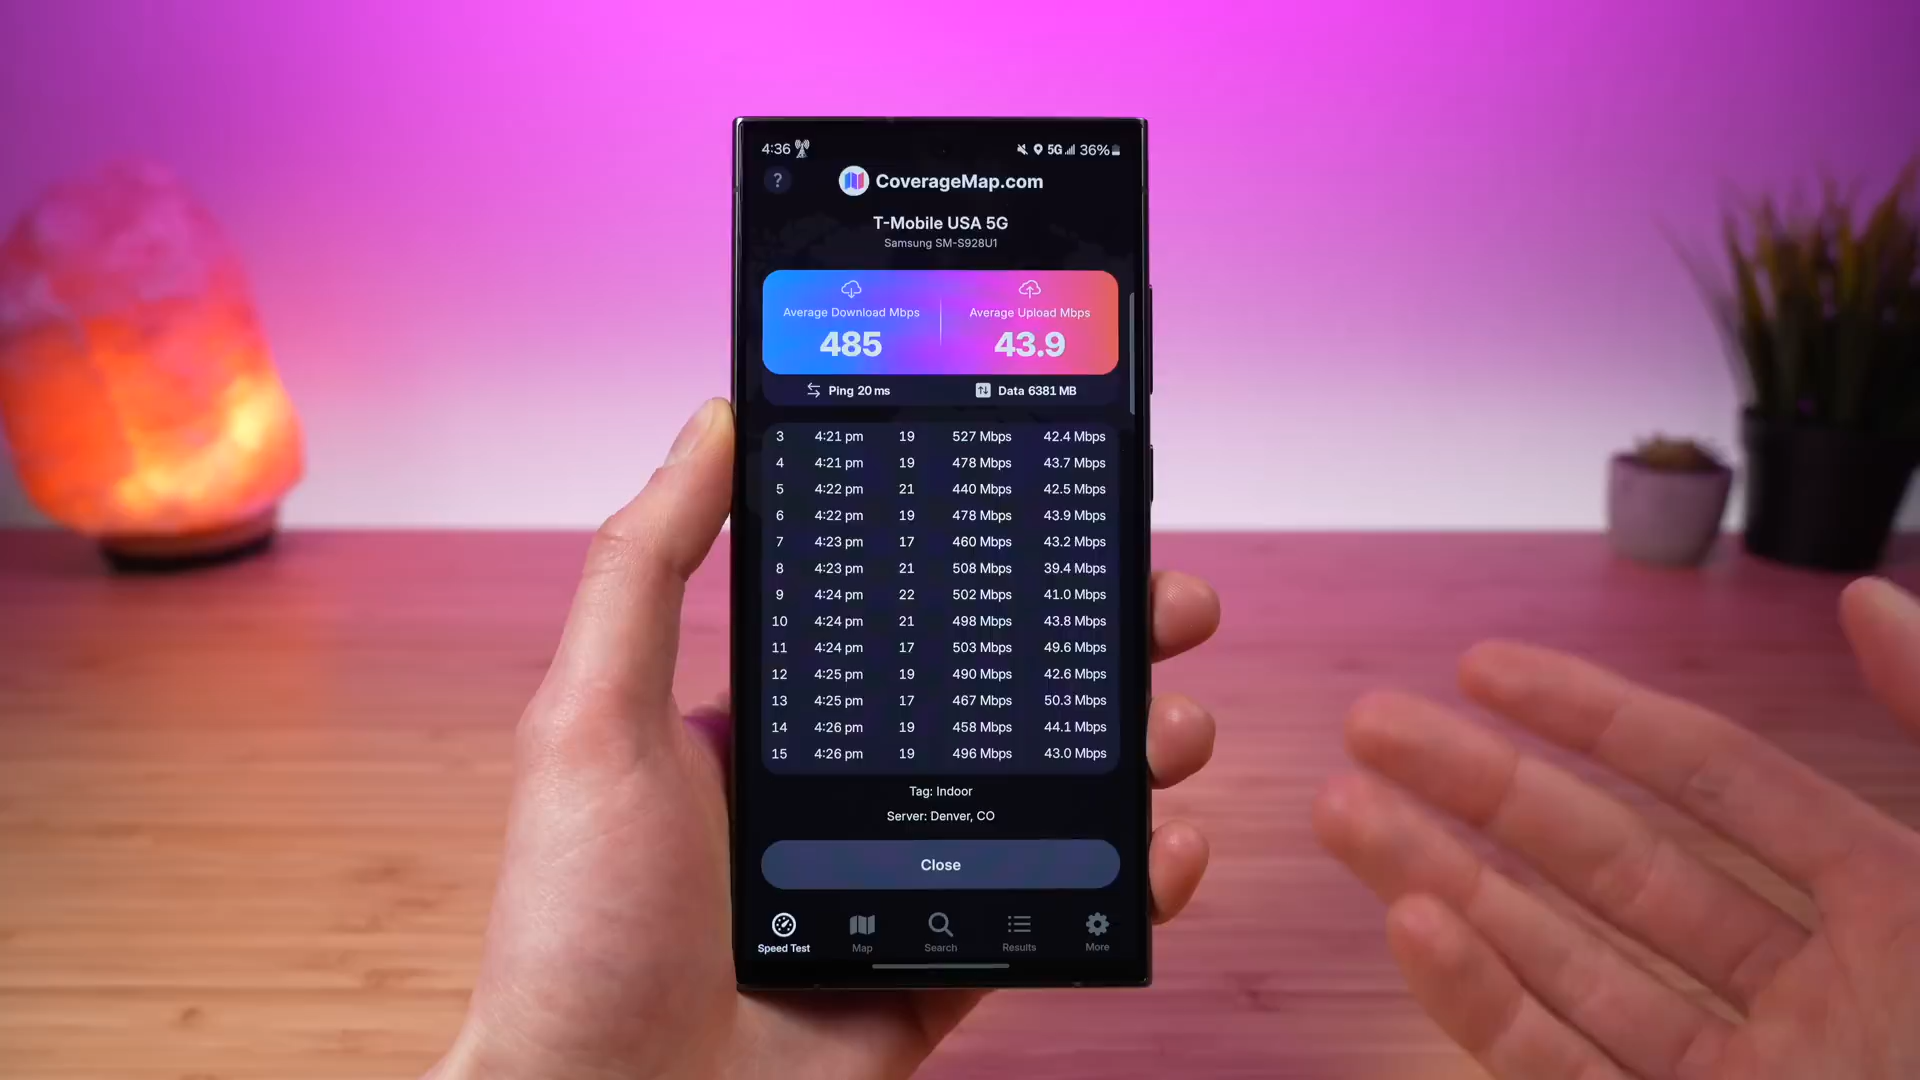 4:36 5G 36%
? CoverageMap.com
T-Mobile USA 5G
Samsung SM-S928U1
Average Download Mbps Average Upload Mbps
485 43.9
Ping 20 ms Data 6381 MB
3 4:21 pm 19 527 Mbps 42.4 Mbps
4 4:21 pm 19 478 Mbps 43.7 Mbps
5 4:22 pm 21 440 Mbps 42.5 Mbps
6 4:22 pm 19 478 Mbps 43.9 Mbps
7 4:23 pm 17 460 Mbps 43.2 Mbps
8 4:23 pm 21 508 Mbps 39.4 Mbps
9 4:24 pm 22 502 Mbps 41.0 Mbps
10 4:24 pm 21 498 Mbps 43.8 Mbps
11 4:24 pm 17 503 Mbps 49.6 Mbps
12 4:25 pm 19 490 Mbps 42.6 Mbps
13 4:25 pm 17 467 Mbps 50.3 Mbps
14 4:26 pm 19 458 Mbps 44.1 Mbps
15 4:26 pm 19 496 Mbps 43.0 Mbps
Tag: Indoor
Server: Denver, CO
Close
Speed Test Map Search Results More